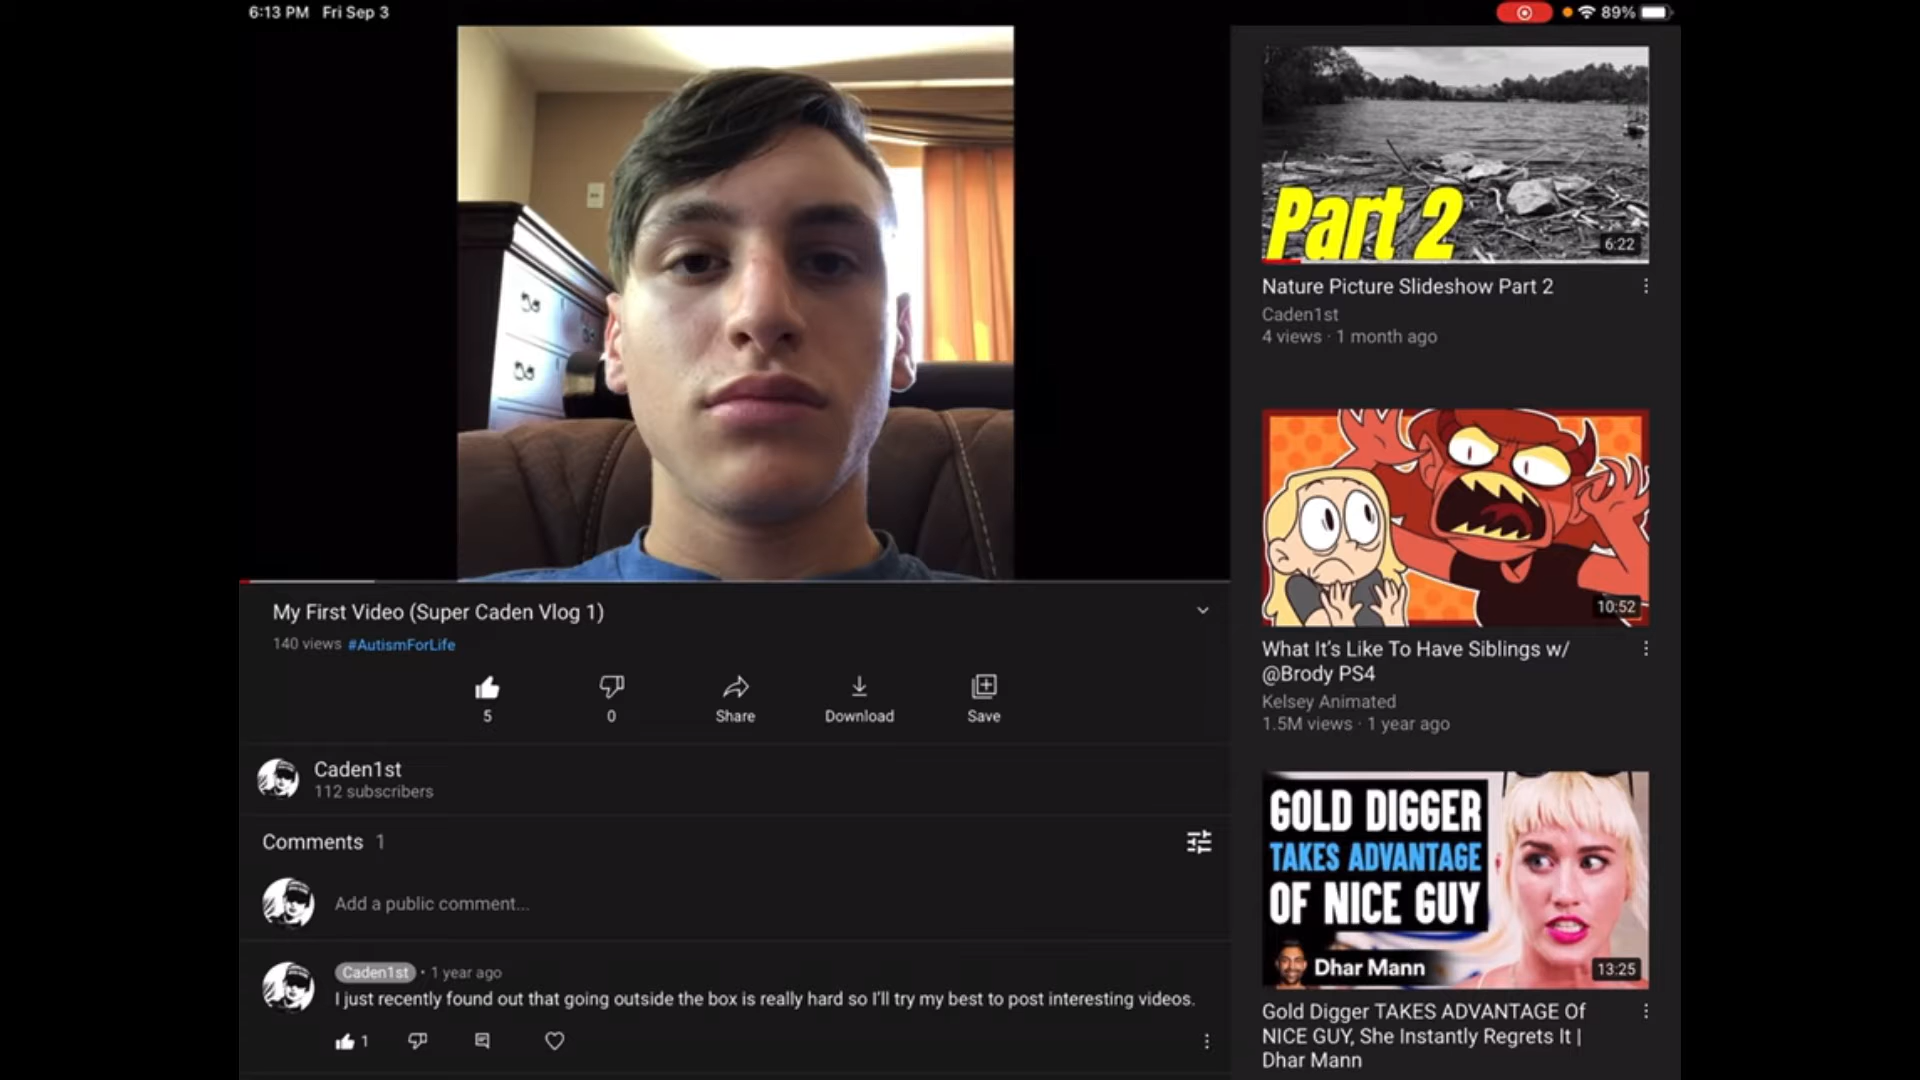 6:13 PM Fri Sep 3
89%
My First Video (Super Caden Vlog 1)
140 views #AutismForLife
5
0
Share
Download
Save
Caden1st
112 subscribers
Comments 1
Add a public comment...
Caden1st • 1 year ago
I just recently found out that going outside the box is really hard so I'll try my best to post interesting videos.
1
Part 2
6:22
Nature Picture Slideshow Part 2
Caden1st
4 views · 1 month ago
10:52
What It's Like To Have Siblings w/
@Brody PS4
Kelsey Animated
1.5M views · 1 year ago
GOLD DIGGER
TAKES ADVANTAGE
OF NICE GUY
Dhar Mann
13:25
Gold Digger TAKES ADVANTAGE Of
NICE GUY, She Instantly Regrets It |
Dhar Mann